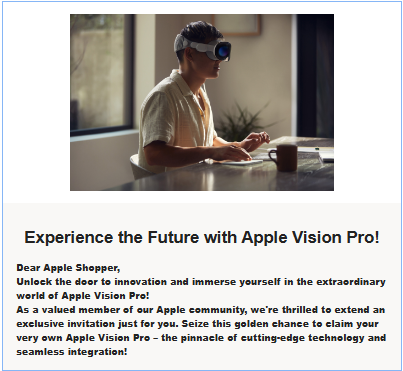 Experience the Future with Apple Vision Pro!
Dear Apple Shopper,
Unlock the door to innovation and immerse yourself in the extraordinary
world of Apple Vision Pro!
As a valued member of our Apple community, we're thrilled to extend an
exclusive invitation just for you. Seize this golden chance to claim your
very own Apple Vision Pro – the pinnacle of cutting-edge technology and
seamless integration!